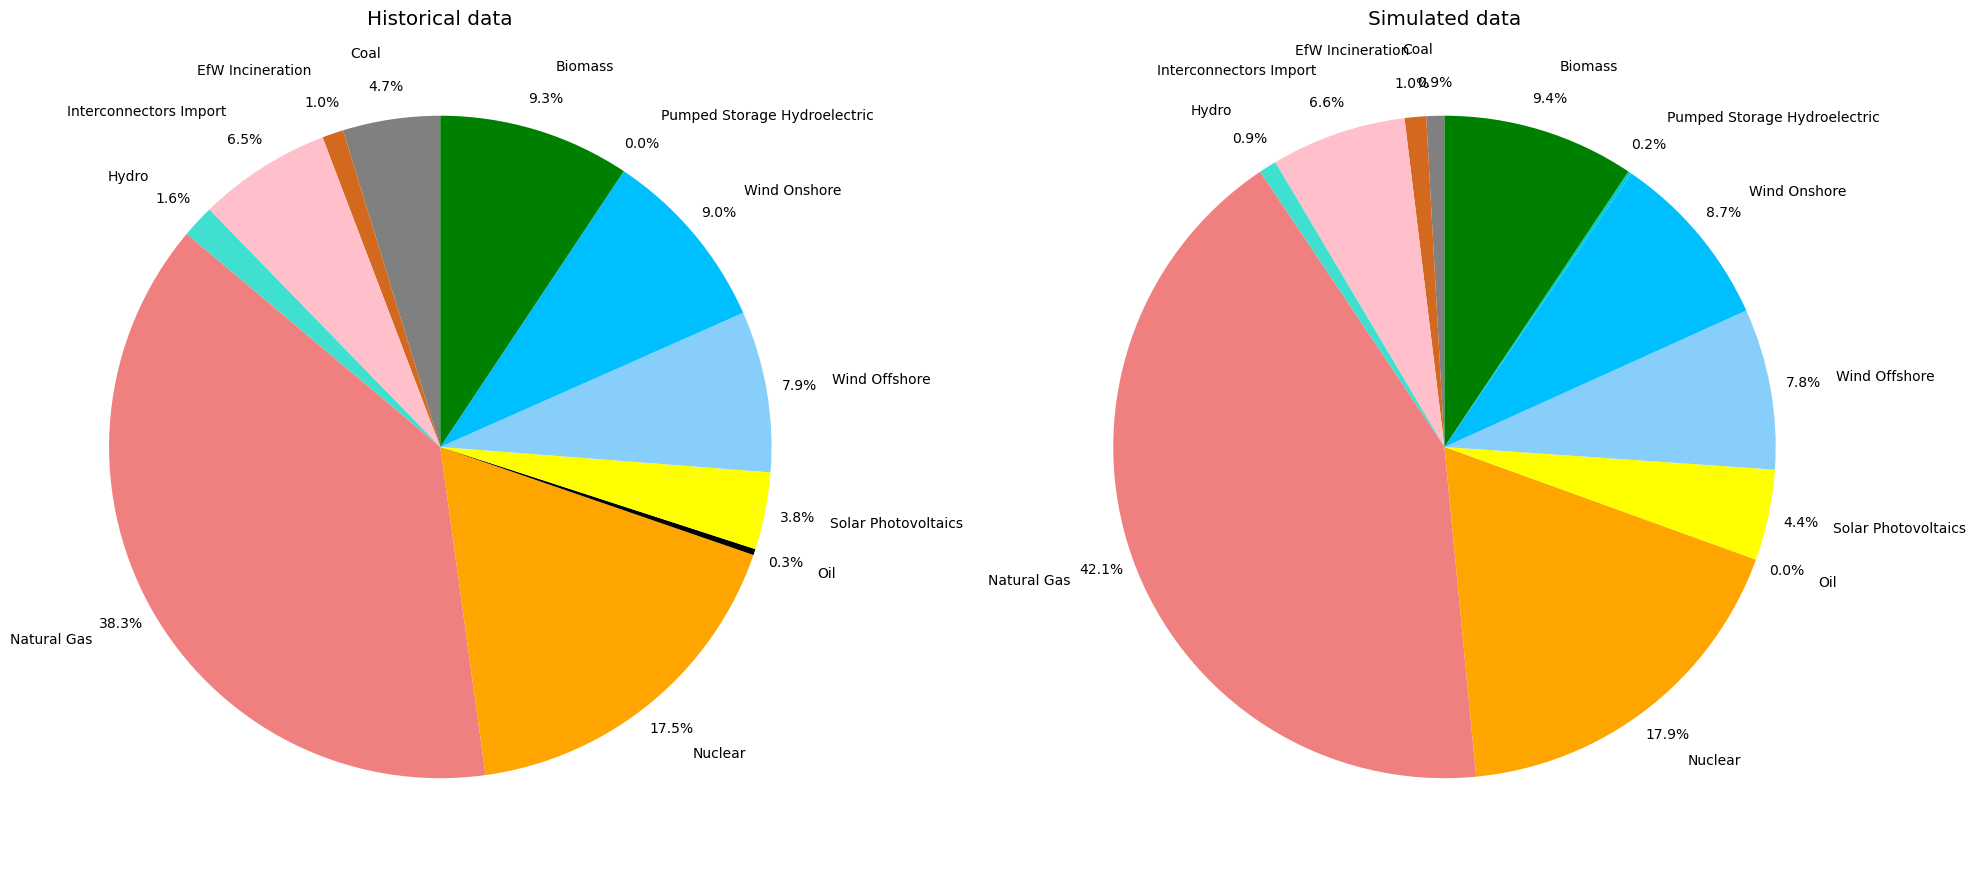 Historical data
Coal
4.7%
EfW Incineration
1.0%
Interconnectors Import
6.5%
Hydro
1.6%
Natural Gas
38.3%
Nuclear
17.5%
Oil
0.3%
Solar Photovoltaics
3.8%
Wind Offshore
7.9%
Wind Onshore
9.0%
Pumped Storage Hydroelectric
0.0%
Biomass
9.3%
Simulated data
Coal
0.9%
EfW Incineration
1.0%
Interconnectors Import
6.6%
Hydro
0.9%
Natural Gas
42.1%
Nuclear
17.9%
Oil
0.0%
Solar Photovoltaics
4.4%
Wind Offshore
7.8%
Wind Onshore
8.7%
Pumped Storage Hydroelectric
0.2%
Biomass
9.4%